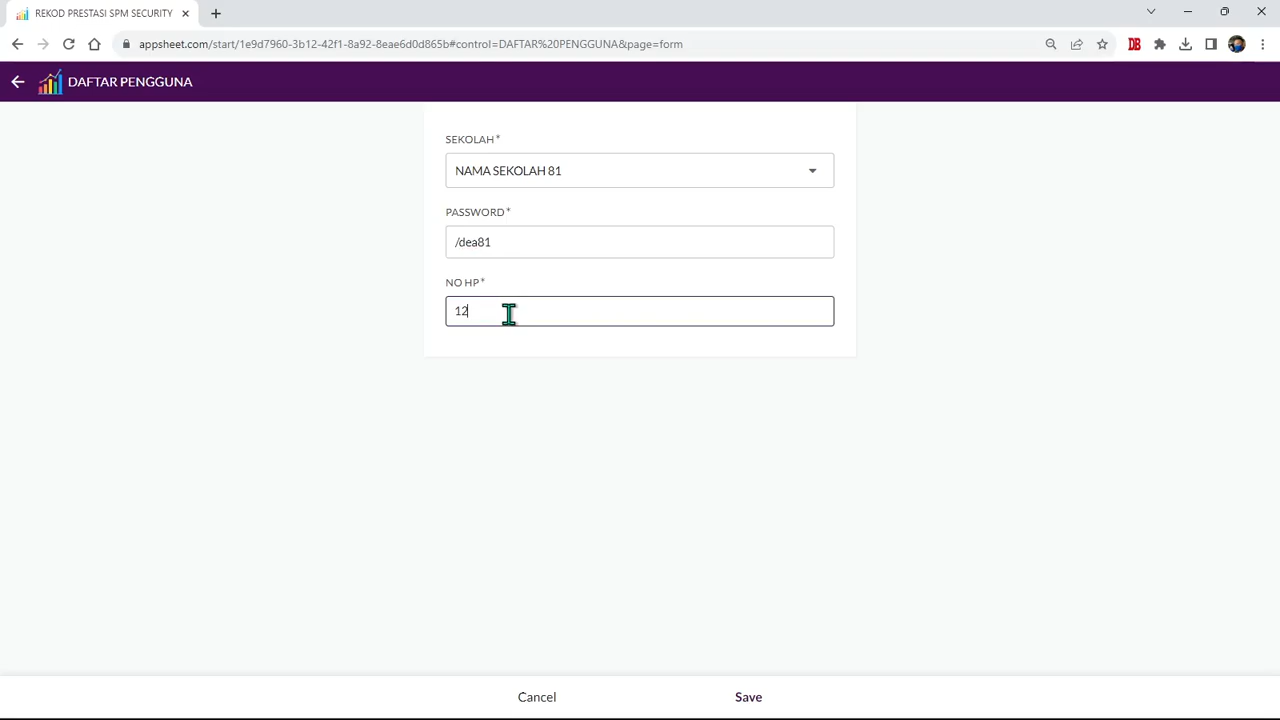 REKOD PRESTASI SPM SECURITY
appsheet.com/start/1e9d7960-3b12-42f1-8a92-8eae6d0d865b#control=DAFTAR%20PENGGUNA&page=form
DB
DAFTAR PENGGUNA
SEKOLAH*
NAMA SEKOLAH 81
PASSWORD*
/dea81
NO HP*
12
Cancel Save